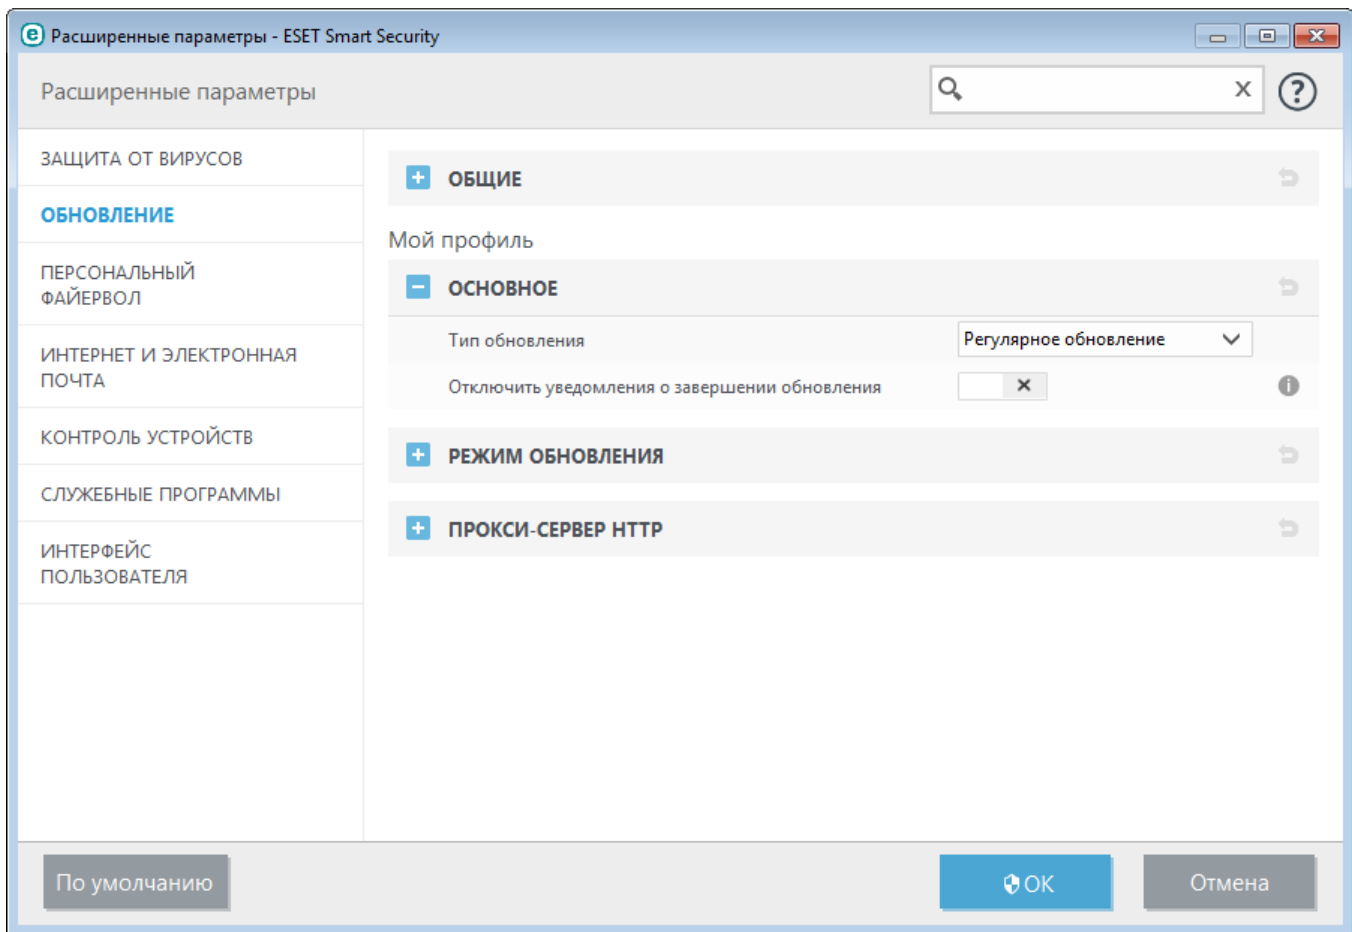 Расширенные параметры - ESET Smart Security
Расширенные параметры
ЗАЩИТА ОТ ВИРУСОВ
ОБНОВЛЕНИЕ
ПЕРСОНАЛЬНЫЙ
ФАЙЕРВОЛ
ИНТЕРНЕТ И ЭЛЕКТРОННАЯ
ПОЧТА
КОНТРОЛЬ УСТРОЙСТВ
СЛУЖЕБНЫЕ ПРОГРАММЫ
ИНТЕРФЕЙС
ПОЛЬЗОВАТЕЛЯ
ОБЩИЕ
Мой профиль
ОСНОВНОЕ
Тип обновления
Регулярное обновление
Отключить уведомления о завершении обновления
РЕЖИМ ОБНОВЛЕНИЯ
ПРОКСИ-СЕРВЕР HTTP
По умолчанию
ОК
Отмена